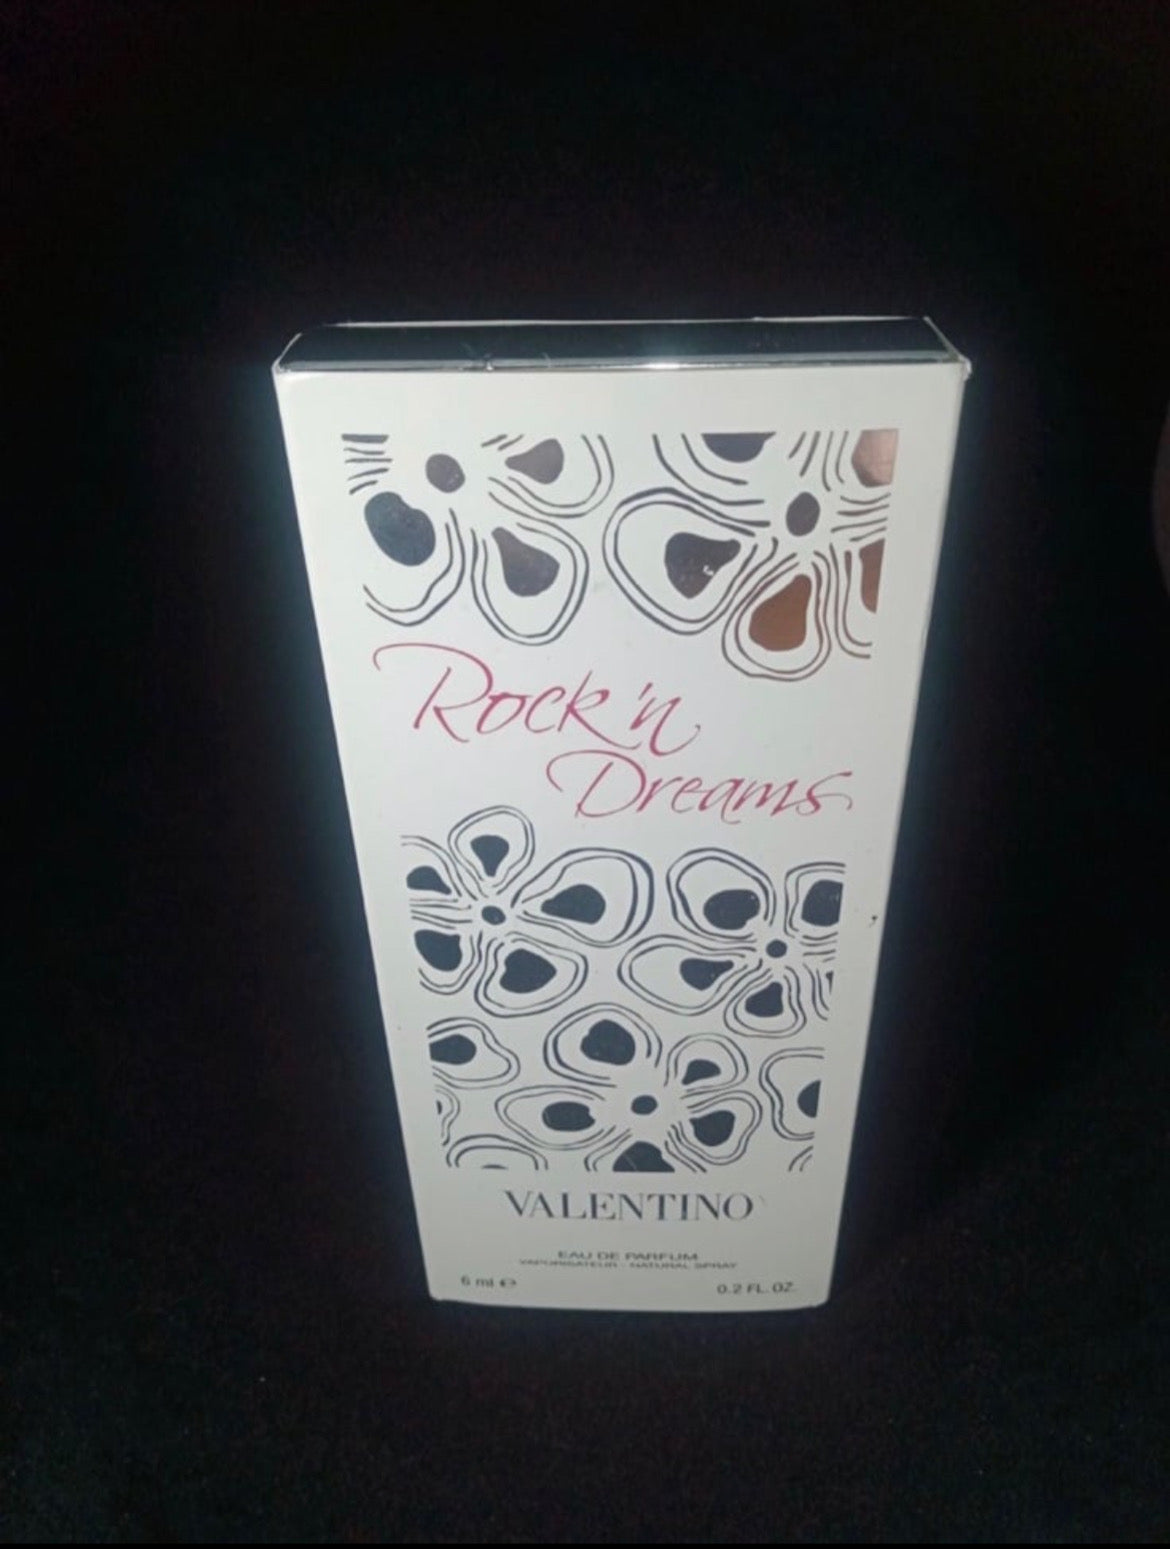 Rock 'n
Dreams
VALENTINO
EAU DE PARFUM
VAPORISATEUR - NATURAL SPRAY
6 ml ℮
0.2 FL. OZ.